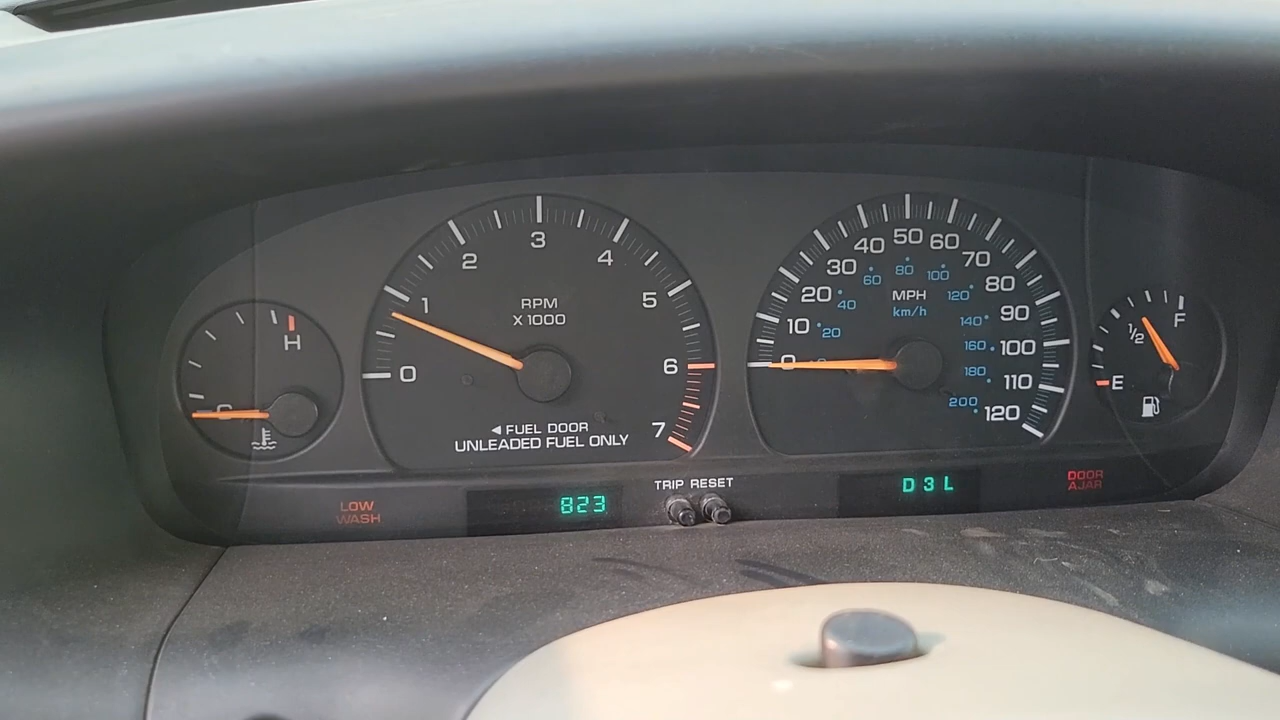 H
C
0
1
2
3
4
5
6
7
RPM
X 1000
◀ FUEL DOOR
UNLEADED FUEL ONLY
0
10
20
30
40
50
60
70
80
90
100
110
120
20
40
60
80
100
120
140
160
180
200
MPH
km/h
F
1/2
E
LOW
WASH
823
TRIP RESET
D 3 L
DOOR
AJAR